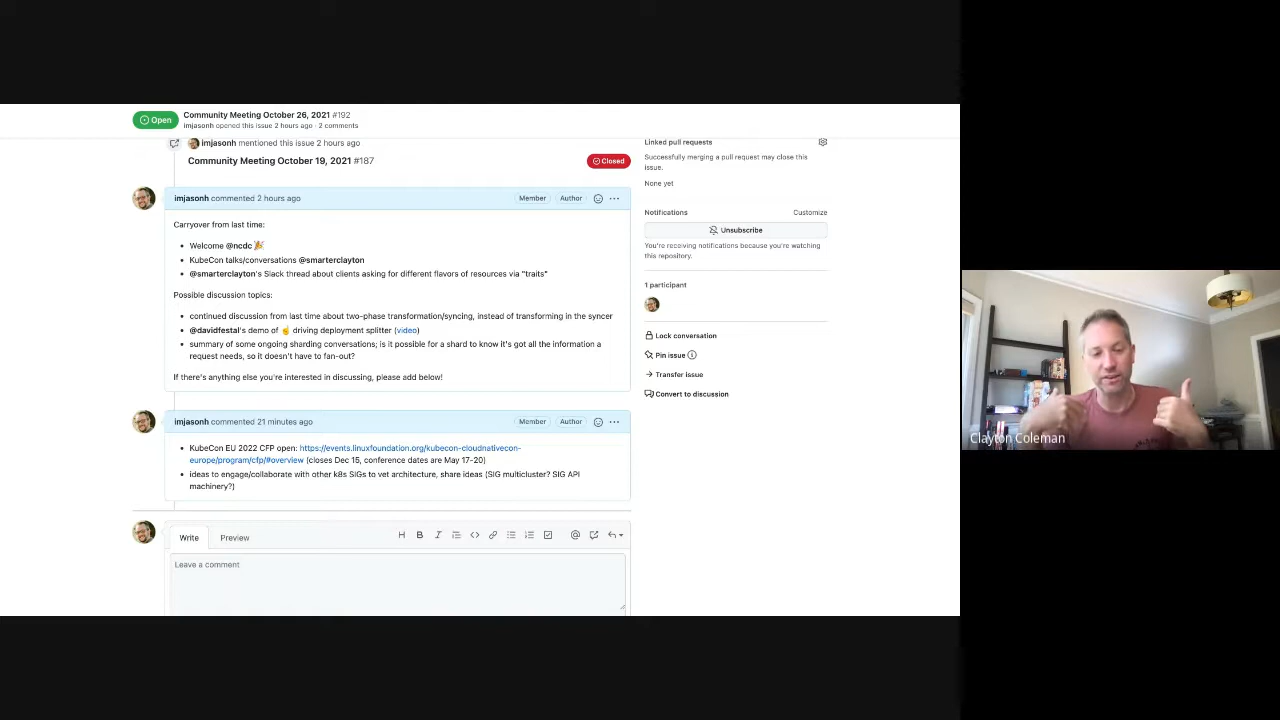 Open
Community Meeting October 26, 2021 #192
imjasonh opened this issue 2 hours ago · 2 comments
imjasonh mentioned this issue 2 hours ago
Community Meeting October 19, 2021 #187
Closed
imjasonh commented 2 hours ago
Member
Author
Carryover from last time:
• Welcome @ncdc 🎉
• KubeCon talks/conversations @smarterclayton
• @smarterclayton's Slack thread about clients asking for different flavors of resources via "traits"
Possible discussion topics:
• continued discussion from last time about two-phase transformation/syncing, instead of transforming in the syncer
• @davidfestal's demo of ☝ driving deployment splitter (video)
• summary of some ongoing sharding conversations; is it possible for a shard to know it's got all the information a
request needs, so it doesn't have to fan-out?
If there's anything else you're interested in discussing, please add below!
imjasonh commented 21 minutes ago
Member
Author
• KubeCon EU 2022 CFP open: https://events.linuxfoundation.org/kubecon-cloudnativecon-
europe/program/cfp/#overview (closes Dec 15, conference dates are May 17-20)
• ideas to engage/collaborate with other k8s SIGs to vet architecture, share ideas (SIG multicluster? SIG API
machinery?)
Write
Preview
Leave a comment
Linked pull requests
Successfully merging a pull request may close this
issue.
None yet
Notifications
Customize
Unsubscribe
You're receiving notifications because you're watching
this repository.
1 participant
Lock conversation
Pin issue
Transfer issue
Convert to discussion
Clayton Coleman